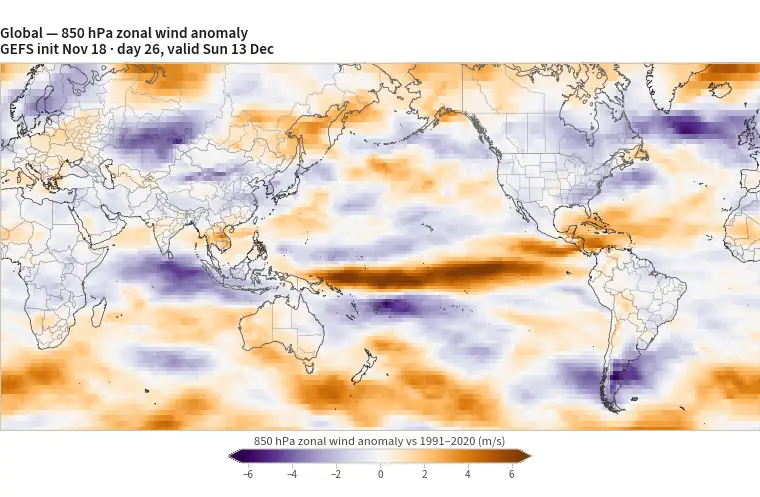 Global — 850 hPa zonal wind anomaly
GEFS init Nov 18 · day 26, valid Sun 13 Dec
850 hPa zonal wind anomaly vs 1991–2020 (m/s)
−6 −4 −2 0 2 4 6